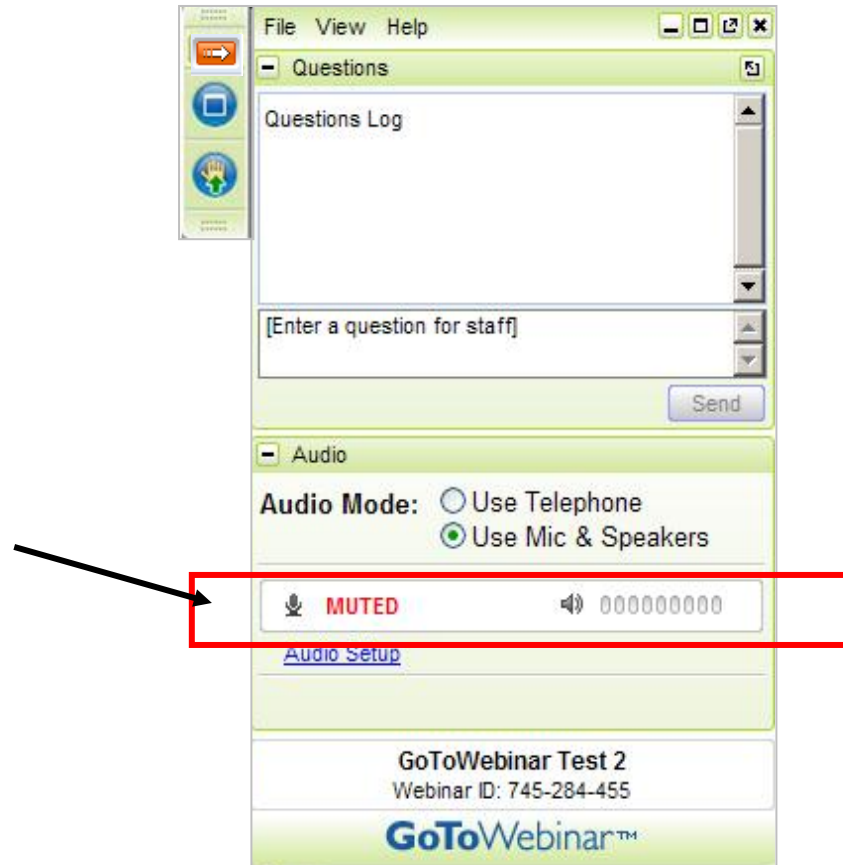 File View Help
Questions
Questions Log
[Enter a question for staff]
Send
Audio
Audio Mode: Use Telephone
Use Mic & Speakers
MUTED 000000000
Audio Setup
GoToWebinar Test 2
Webinar ID: 745-284-455
GoToWebinar™